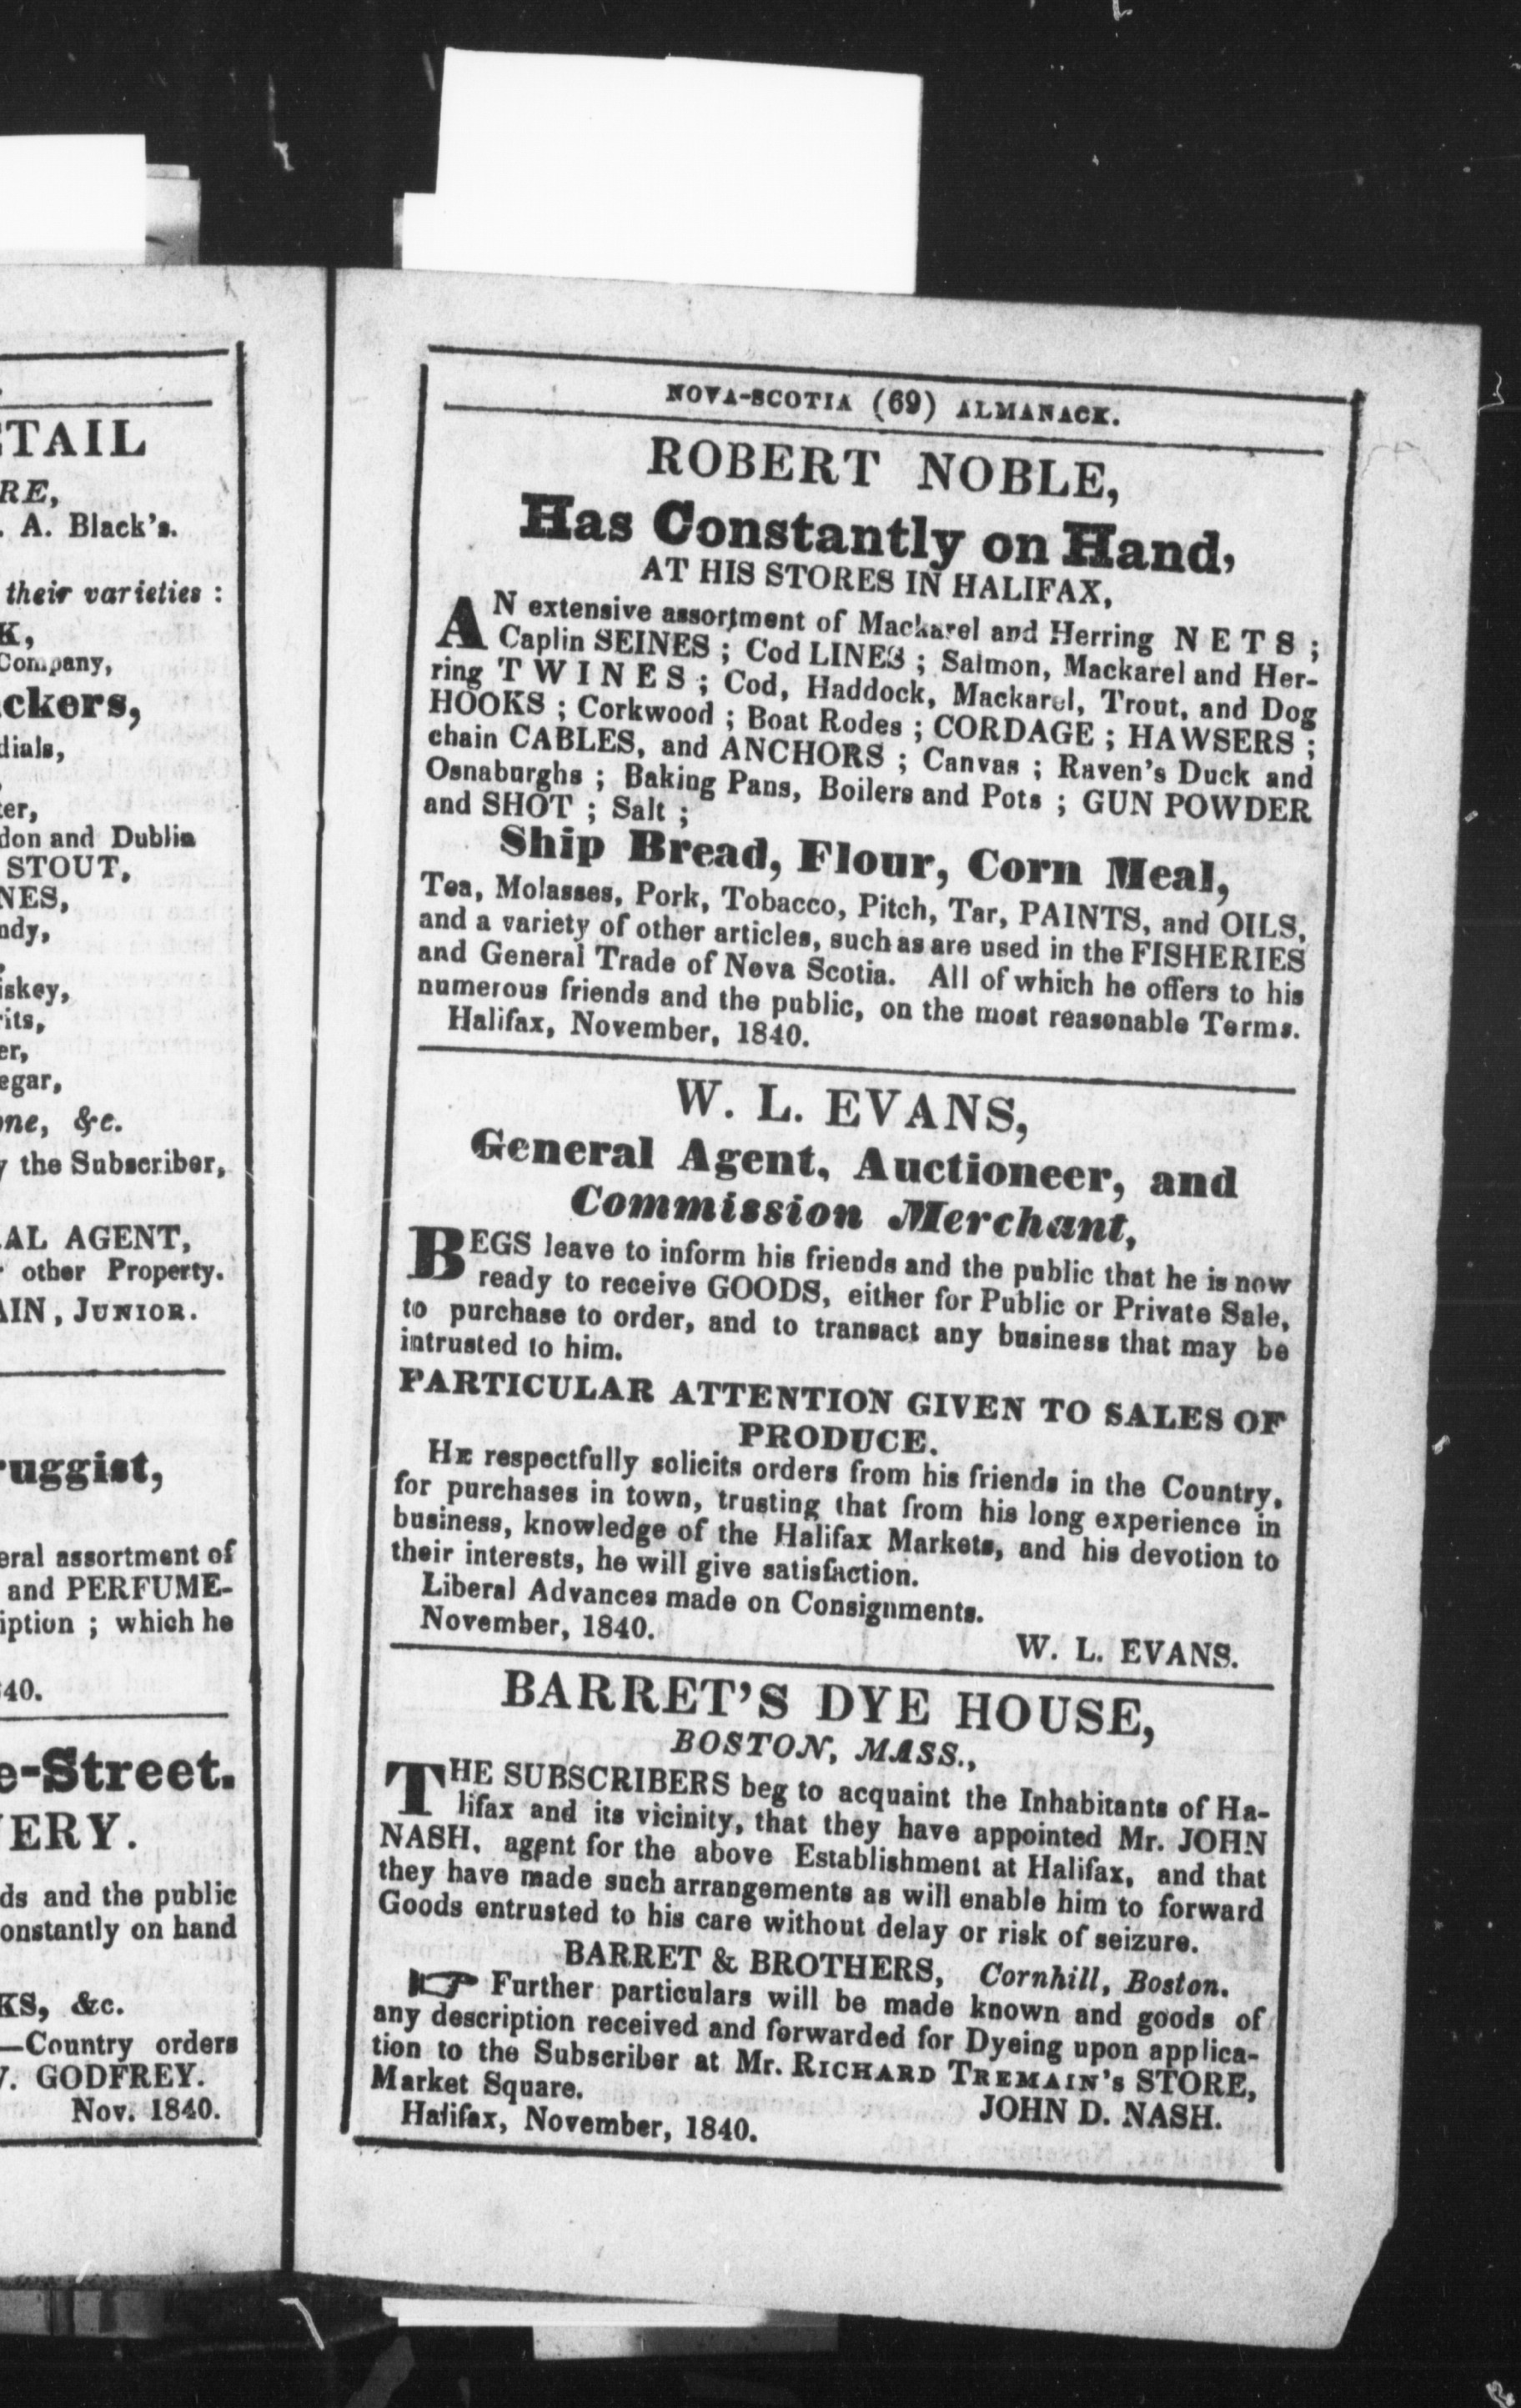 TAIL
RE,
. A. Black's.
their varieties :
K,
Company,
ckers,
dials,
ter,
don and Dublin
STOUT,
NES,
ndy,
iskey,
rits,
er,
egar,
one, &c.
y the Subscriber,
AL AGENT,
r other Property.
AIN, JUNIOR.
ruggist,
eral assortment of
and PERFUME-
iption ; which he
40.
e-Street.
ERY.
ds and the public
onstantly on hand
KS, &c.
—Country orders
. GODFREY.
Nov. 1840.
NOVA-SCOTIA (69) ALMANACK.
ROBERT NOBLE,
Has Constantly on Hand,
AT HIS STORES IN HALIFAX,
AN extensive assortment of Mackarel and Herring NETS ;
Caplin SEINES ; Cod LINES ; Salmon, Mackarel and Her-
ring TWINES ; Cod, Haddock, Mackarel, Trout, and Dog
HOOKS ; Corkwood ; Boat Rodes ; CORDAGE ; HAWSERS ;
chain CABLES, and ANCHORS ; Canvas ; Raven's Duck and
Osnaburghs ; Baking Pans, Boilers and Pots ; GUN POWDER
and SHOT ; Salt ;
Ship Bread, Flour, Corn Meal,
Tea, Molasses, Pork, Tobacco, Pitch, Tar, PAINTS, and OILS,
and a variety of other articles, such as are used in the FISHERIES
and General Trade of Nova Scotia. All of which he offers to his
numerous friends and the public, on the most reasonable Terms.
Halifax, November, 1840.
W. L. EVANS,
General Agent, Auctioneer, and
Commission Merchant,
BEGS leave to inform his friends and the public that he is now
ready to receive GOODS, either for Public or Private Sale,
to purchase to order, and to transact any business that may be
intrusted to him.
PARTICULAR ATTENTION GIVEN TO SALES OF
PRODUCE.
HE respectfully solicits orders from his friends in the Country,
for purchases in town, trusting that from his long experience in
business, knowledge of the Halifax Markets, and his devotion to
their interests, he will give satisfaction.
Liberal Advances made on Consignments.
November, 1840.
W. L. EVANS.
BARRET'S DYE HOUSE,
BOSTON, MASS.,
THE SUBSCRIBERS beg to acquaint the Inhabitants of Ha-
lifax and its vicinity, that they have appointed Mr. JOHN
NASH, agent for the above Establishment at Halifax, and that
they have made such arrangements as will enable him to forward
Goods entrusted to his care without delay or risk of seizure.
BARRET & BROTHERS, Cornhill, Boston.
☞ Further particulars will be made known and goods of
any description received and forwarded for Dyeing upon applica-
tion to the Subscriber at Mr. RICHARD TREMAIN's STORE,
Market Square.
JOHN D. NASH.
Halifax, November, 1840.